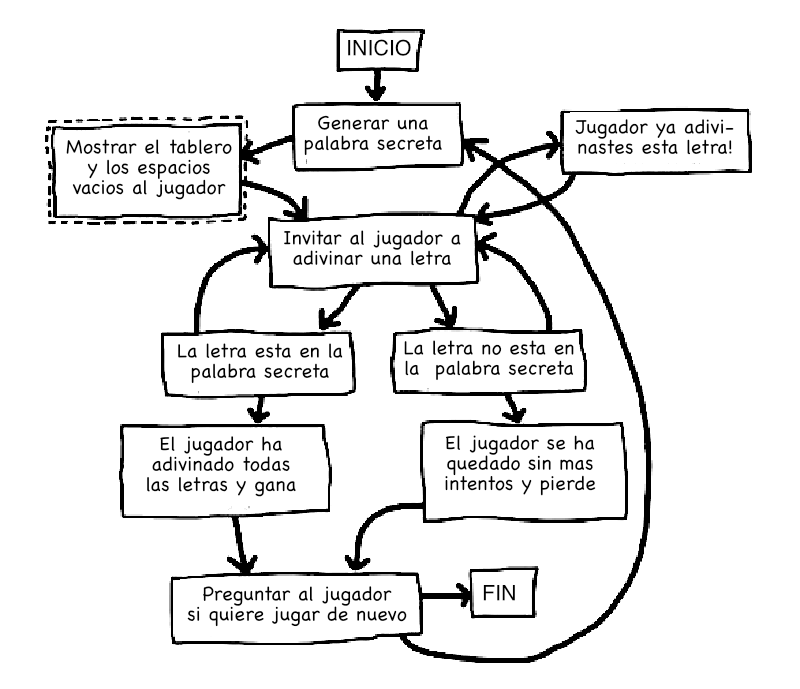 INICIO
Generar una
palabra secreta
Jugador ya adivi-
nastes esta letra!
Mostrar el tablero
y los espacios
vacios al jugador
Invitar al jugador a
adivinar una letra
La letra esta en la
palabra secreta
La letra no esta en
la palabra secreta
El jugador ha
adivinado todas
las letras y gana
El jugador se ha
quedado sin mas
intentos y pierde
Preguntar al jugador
si quiere jugar de nuevo
FIN